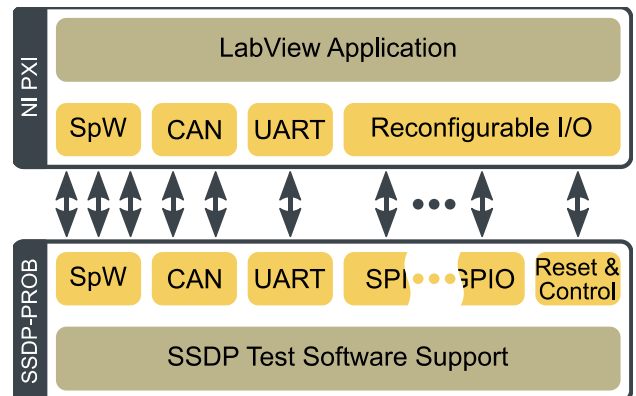 NI PXI
LabView Application
SpW
CAN
UART
Reconfigurable I/O
SSDP-PROB
SpW
CAN
UART
SPI
GPIO
Reset &
Control
SSDP Test Software Support